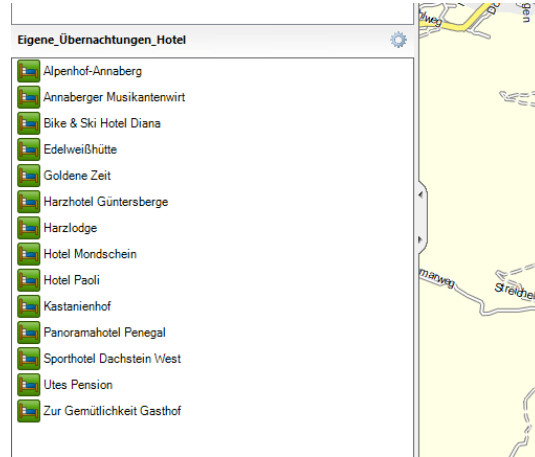 Eigene_Übernachtungen_Hotel
Alpenhof-Annaberg
Annaberger Musikantenwirt
Bike & Ski Hotel Diana
Edelweißhütte
Goldene Zeit
Harzhotel Güntersberge
Harzlodge
Hotel Mondschein
Hotel Paoli
Kastanienhof
Panoramahotel Penegal
Sporthotel Dachstein West
Utes Pension
Zur Gemütlichkeit Gasthof